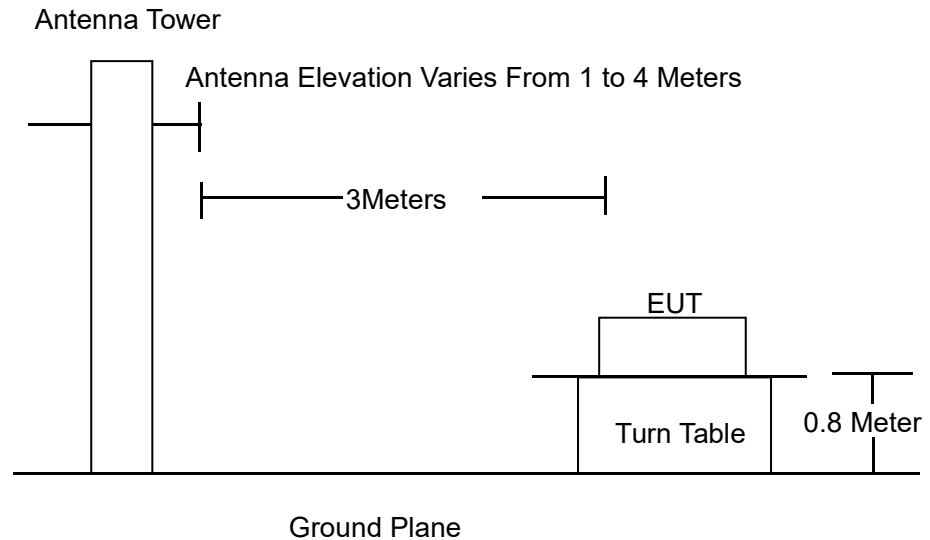 Antenna Tower
Antenna Elevation Varies From 1 to 4 Meters
3Meters
EUT
Turn Table
0.8 Meter
Ground Plane